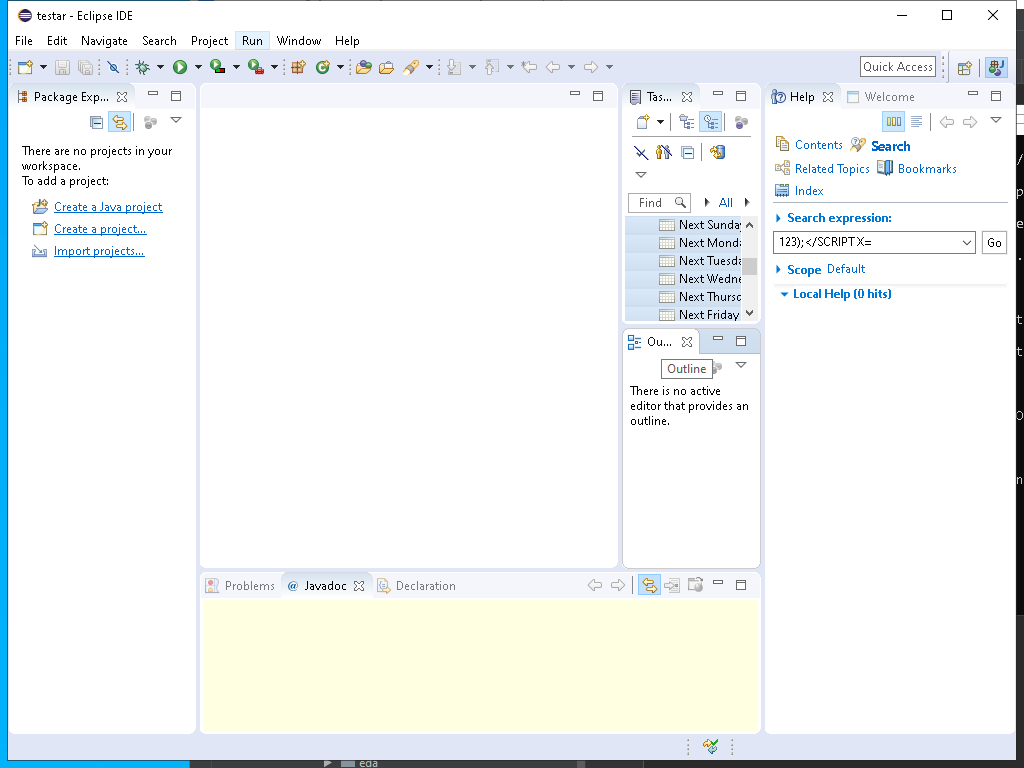 testar - Eclipse IDE
File Edit Navigate Search Project Run Window Help
Quick Access
Package Exp...
There are no projects in your
workspace.
To add a project:
Create a Java project
Create a project...
Import projects...
Tas...
Find
All
Next Sunday
Next Monda
Next Tuesda
Next Wedne
Next Thursd
Next Friday
Ou...
Outline
There is no active
editor that provides an
outline.
Help
Welcome
Contents Search
Related Topics Bookmarks
Index
Search expression:
123);</SCRIPTX=
Go
Scope Default
Local Help (0 hits)
Problems @ Javadoc Declaration
eda